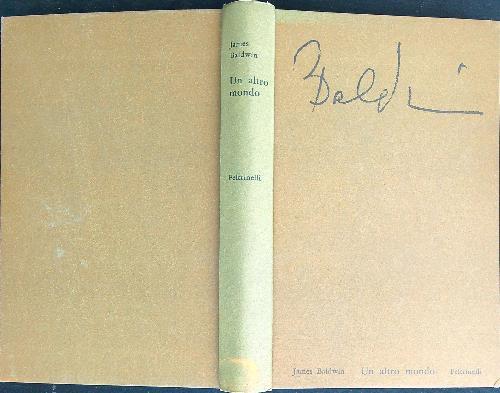 James
Baldwin
Un altro
mondo
Feltrinelli
Baldwin
James Baldwin Un altro mondo Feltrinelli